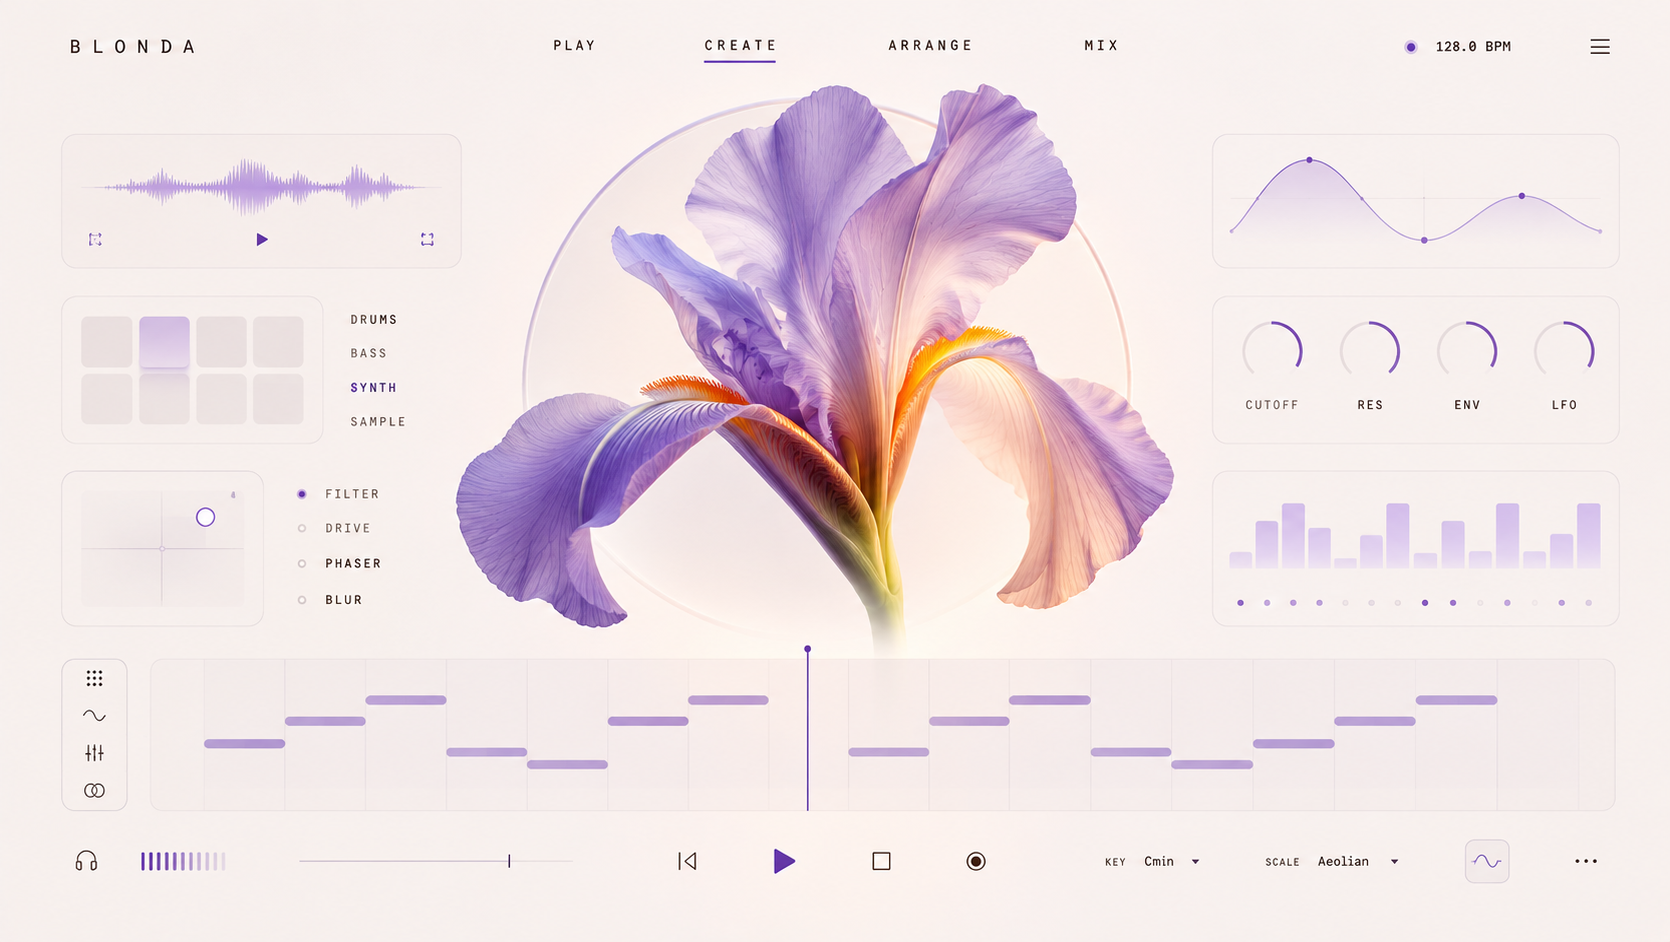 BLONDA
PLAY
CREATE
ARRANGE
MIX
128.0 BPM
DRUMS
BASS
SYNTH
SAMPLE
FILTER
DRIVE
PHASER
BLUR
CUTOFF
RES
ENV
LFO
KEY Cmin
SCALE Aeolian